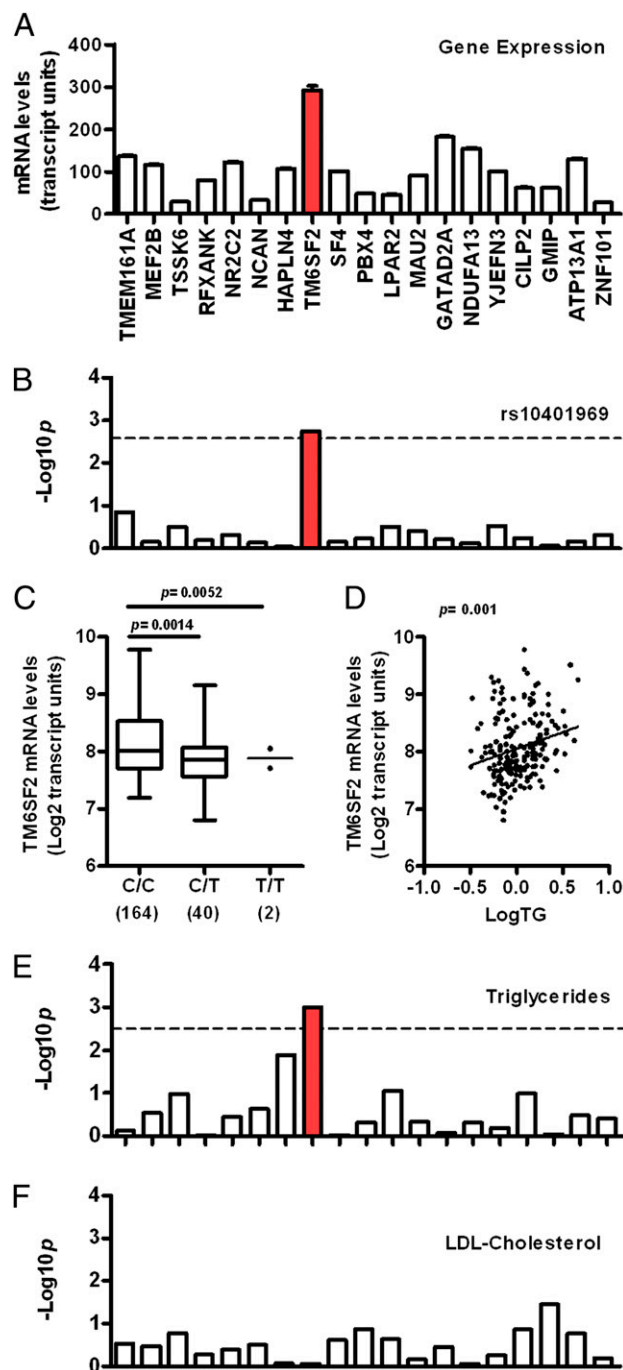 A
Gene Expression
mRNA levels
(transcript units)
400
300
200
100
0
TMEM161A
MEF2B
TSSK6
RFXANK
NR2C2
NCAN
HAPLN4
TM6SF2
SF4
PBX4
LPAR2
MAU2
GATAD2A
NDUFA13
YJEFN3
CILP2
GMIP
ATP13A1
ZNF101
B
rs10401969
-Log10p
4
3
2
1
0
C
p= 0.0052
p= 0.0014
TM6SF2 mRNA levels
(Log2 transcript units)
10
9
8
7
6
C/C
C/T
T/T
(164)
(40)
(2)
D
p= 0.001
TM6SF2 mRNA levels
(Log2 transcript units)
10
9
8
7
6
-1.0
-0.5
0.0
0.5
1.0
LogTG
E
Triglycerides
-Log10p
4
3
2
1
0
F
LDL-Cholesterol
-Log10p
4
3
2
1
0